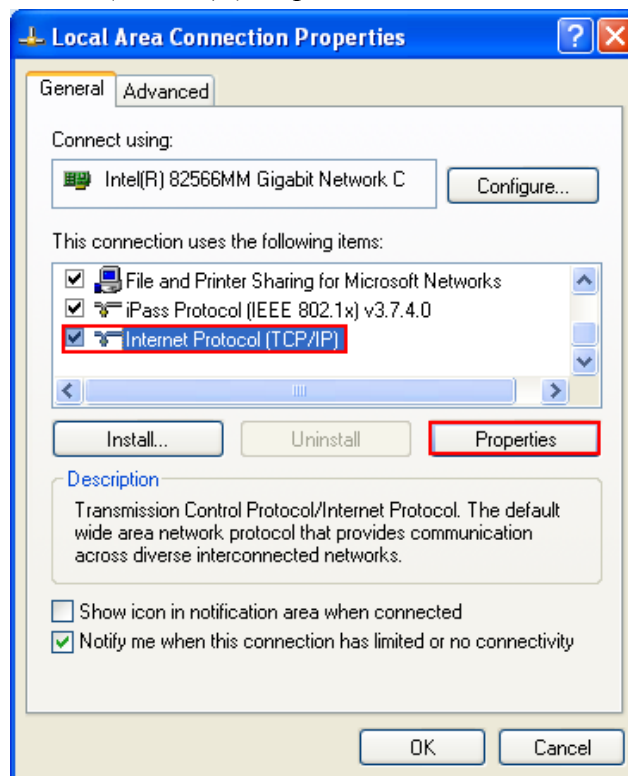 Local Area Connection Properties
General Advanced
Connect using:
Intel(R) 82566MM Gigabit Network C
Configure...
This connection uses the following items:
File and Printer Sharing for Microsoft Networks
iPass Protocol (IEEE 802.1x) v3.7.4.0
Internet Protocol (TCP/IP)
Install... Uninstall Properties
Description
Transmission Control Protocol/Internet Protocol. The default
wide area network protocol that provides communication
across diverse interconnected networks.
Show icon in notification area when connected
Notify me when this connection has limited or no connectivity
OK Cancel